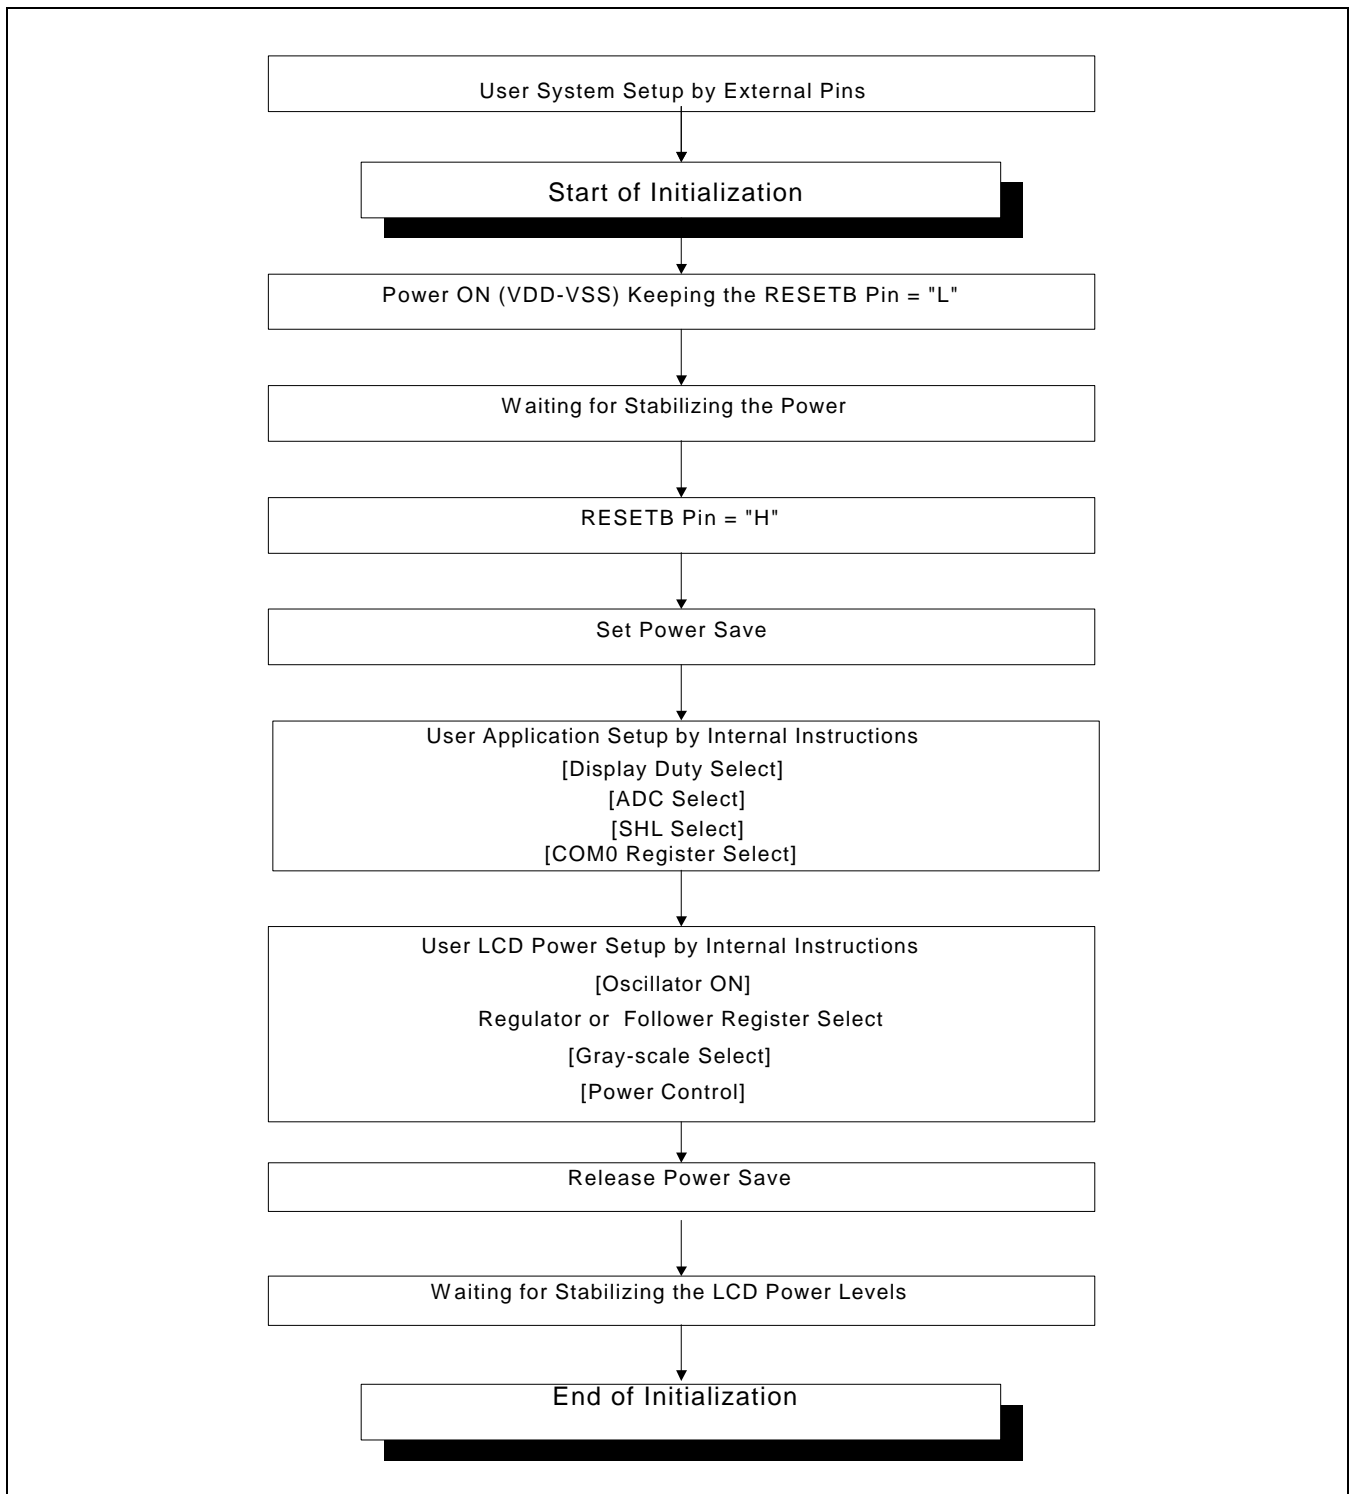 User System Setup by External Pins
Start of Initialization
Power ON (VDD-VSS) Keeping the RESETB Pin = "L"
Waiting for Stabilizing the Power
RESETB Pin = "H"
Set Power Save
User Application Setup by Internal Instructions
[Display Duty Select]
[ADC Select]
[SHL Select]
[COM0 Register Select]
User LCD Power Setup by Internal Instructions
[Oscillator ON]
Regulator or Follower Register Select
[Gray-scale Select]
[Power Control]
Release Power Save
Waiting for Stabilizing the LCD Power Levels
End of Initialization